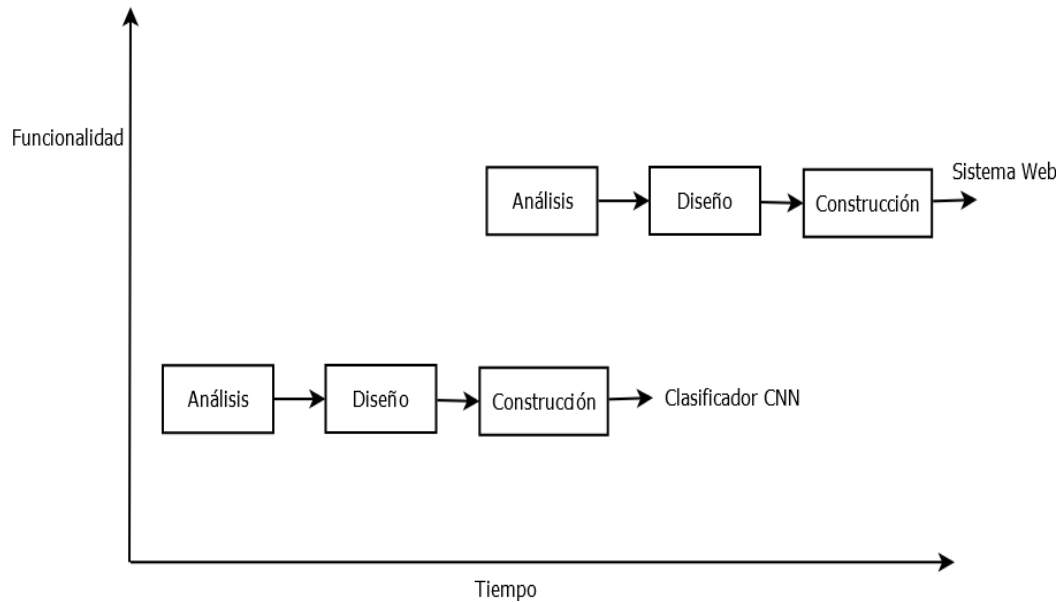 Funcionalidad
Análisis
Diseño
Construcción
Sistema Web
Análisis
Diseño
Construcción
Clasificador CNN
Tiempo